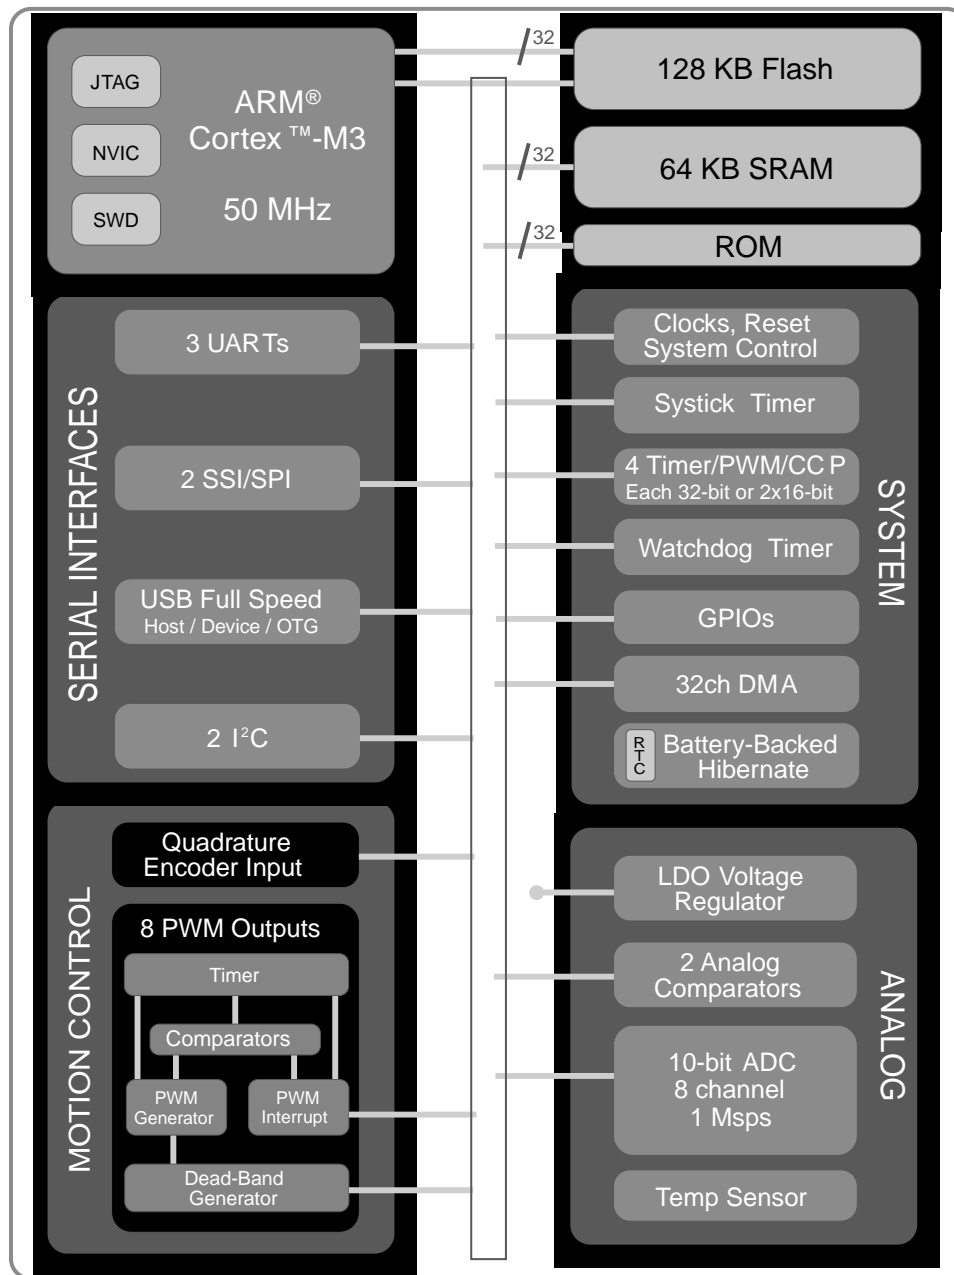 JTAG
NVIC
SWD
ARM®
Cortex™-M3
50 MHz
32
128 KB Flash
32
64 KB SRAM
32
ROM
SERIAL INTERFACES
3 UARTs
2 SSI/SPI
USB Full Speed
Host / Device / OTG
2 I²C
SYSTEM
Clocks, Reset
System Control
Systick Timer
4 Timer/PWM/CCP
Each 32-bit or 2x16-bit
Watchdog Timer
GPIOs
32ch DMA
RTC
Battery-Backed
Hibernate
MOTION CONTROL
Quadrature
Encoder Input
8 PWM Outputs
Timer
Comparators
PWM
Generator
PWM
Interrupt
Dead-Band
Generator
ANALOG
LDO Voltage
Regulator
2 Analog
Comparators
10-bit ADC
8 channel
1 Msps
Temp Sensor